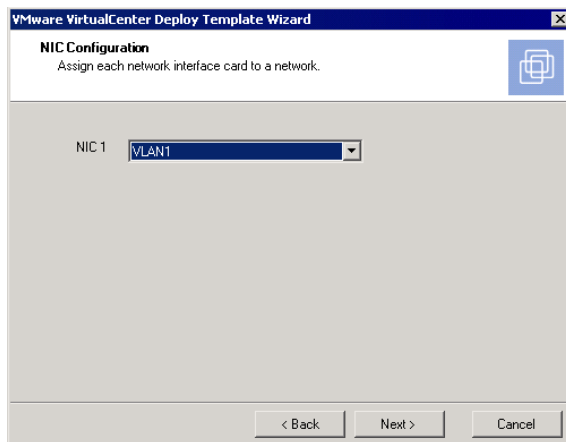 VMware VirtualCenter Deploy Template Wizard
NIC Configuration
Assign each network interface card to a network.
NIC 1 VLAN1
< Back Next > Cancel